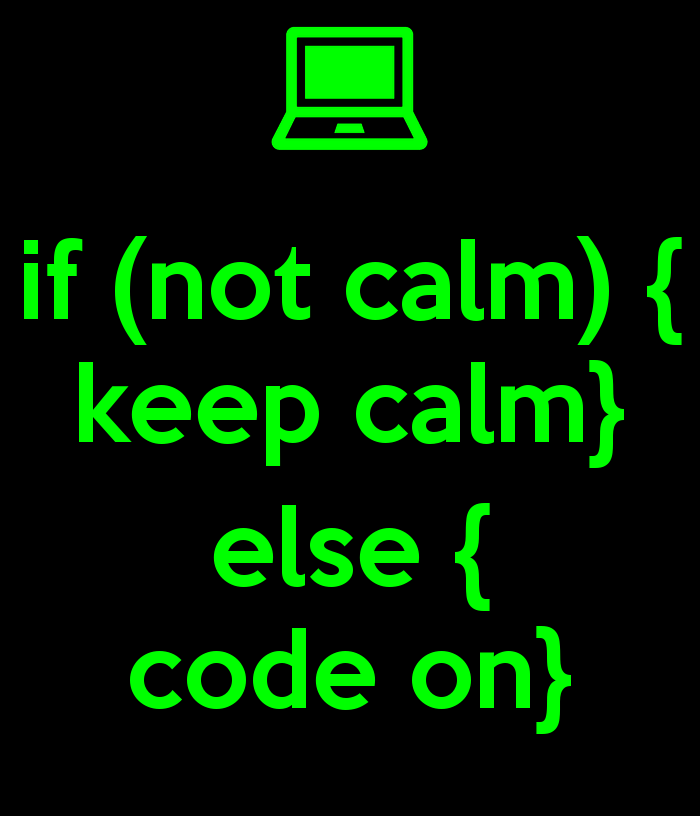 if (not calm) {
keep calm}
else {
code on}